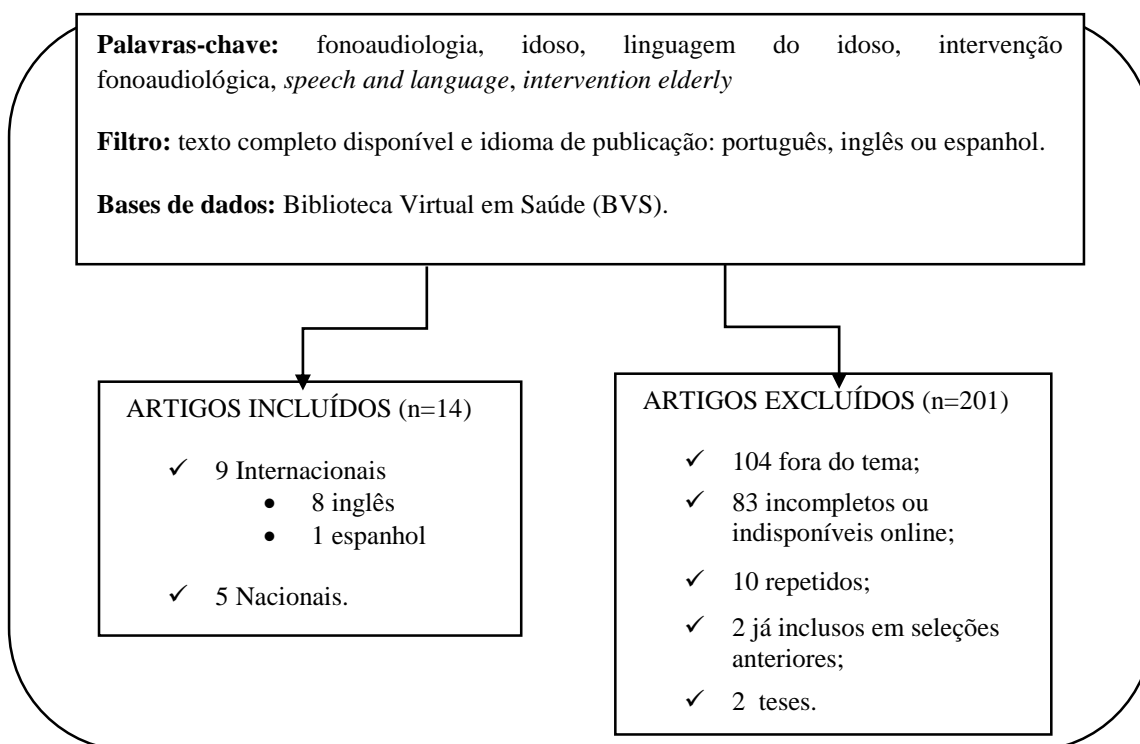 Palavras-chave: fonoaudiologia, idoso, linguagem do idoso, intervenção
fonoaudiológica, speech and language, intervention elderly
Filtro: texto completo disponível e idioma de publicação: português, inglês ou espanhol.
Bases de dados: Biblioteca Virtual em Saúde (BVS).
ARTIGOS INCLUÍDOS (n=14)
✓ 9 Internacionais
• 8 inglês
• 1 espanhol
✓ 5 Nacionais.
ARTIGOS EXCLUÍDOS (n=201)
✓ 104 fora do tema;
✓ 83 incompletos ou
indisponíveis online;
✓ 10 repetidos;
✓ 2 já inclusos em seleções
anteriores;
✓ 2 teses.